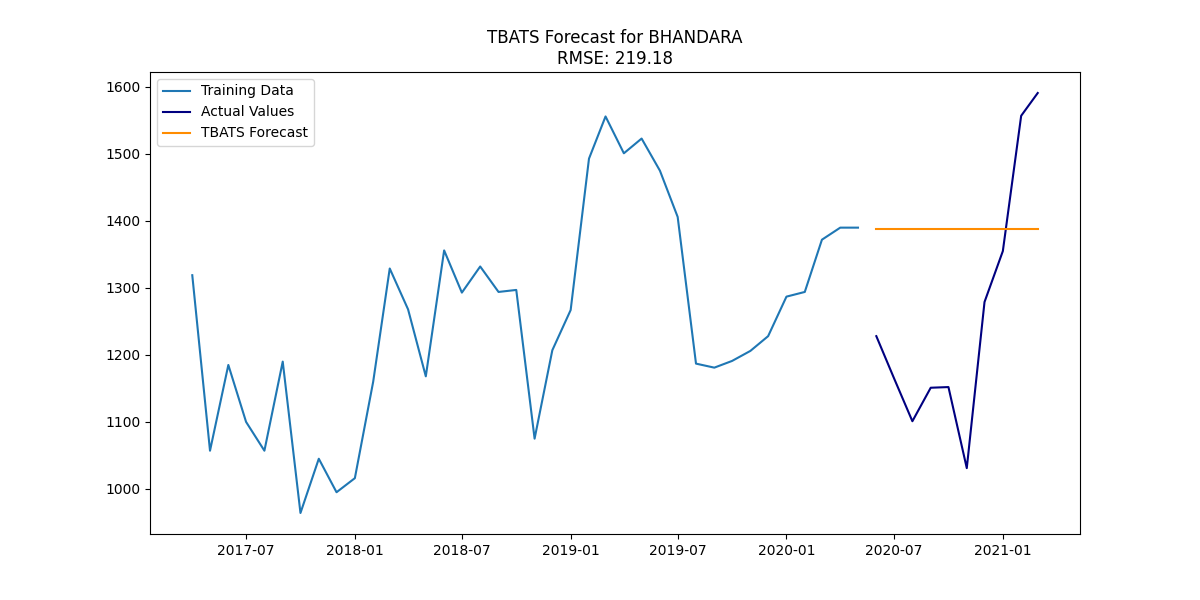 TBATS Forecast for BHANDARA
RMSE: 219.18
Training Data
Actual Values
TBATS Forecast
1600
1500
1400
1300
1200
1100
1000
2017-07 2018-01 2018-07 2019-01 2019-07 2020-01 2020-07 2021-01